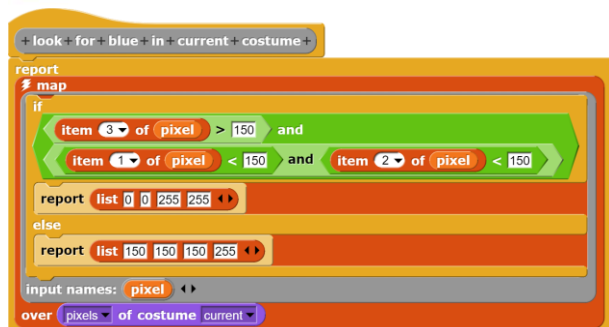 +look+for+blue+in+current+costume+
report
map
if
item 3 of pixel > 150 and
item 1 of pixel < 150 and item 2 of pixel < 150
report list 0 0 255 255
else
report list 150 150 150 255
input names: pixel
over pixels of costume current